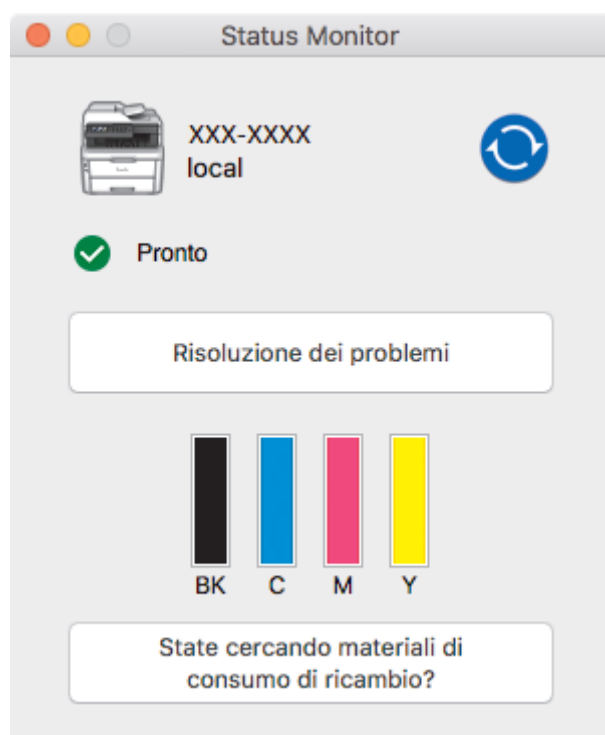 Status Monitor
XXX-XXXX
local
Pronto
Risoluzione dei problemi
BK C M Y
State cercando materiali di
consumo di ricambio?